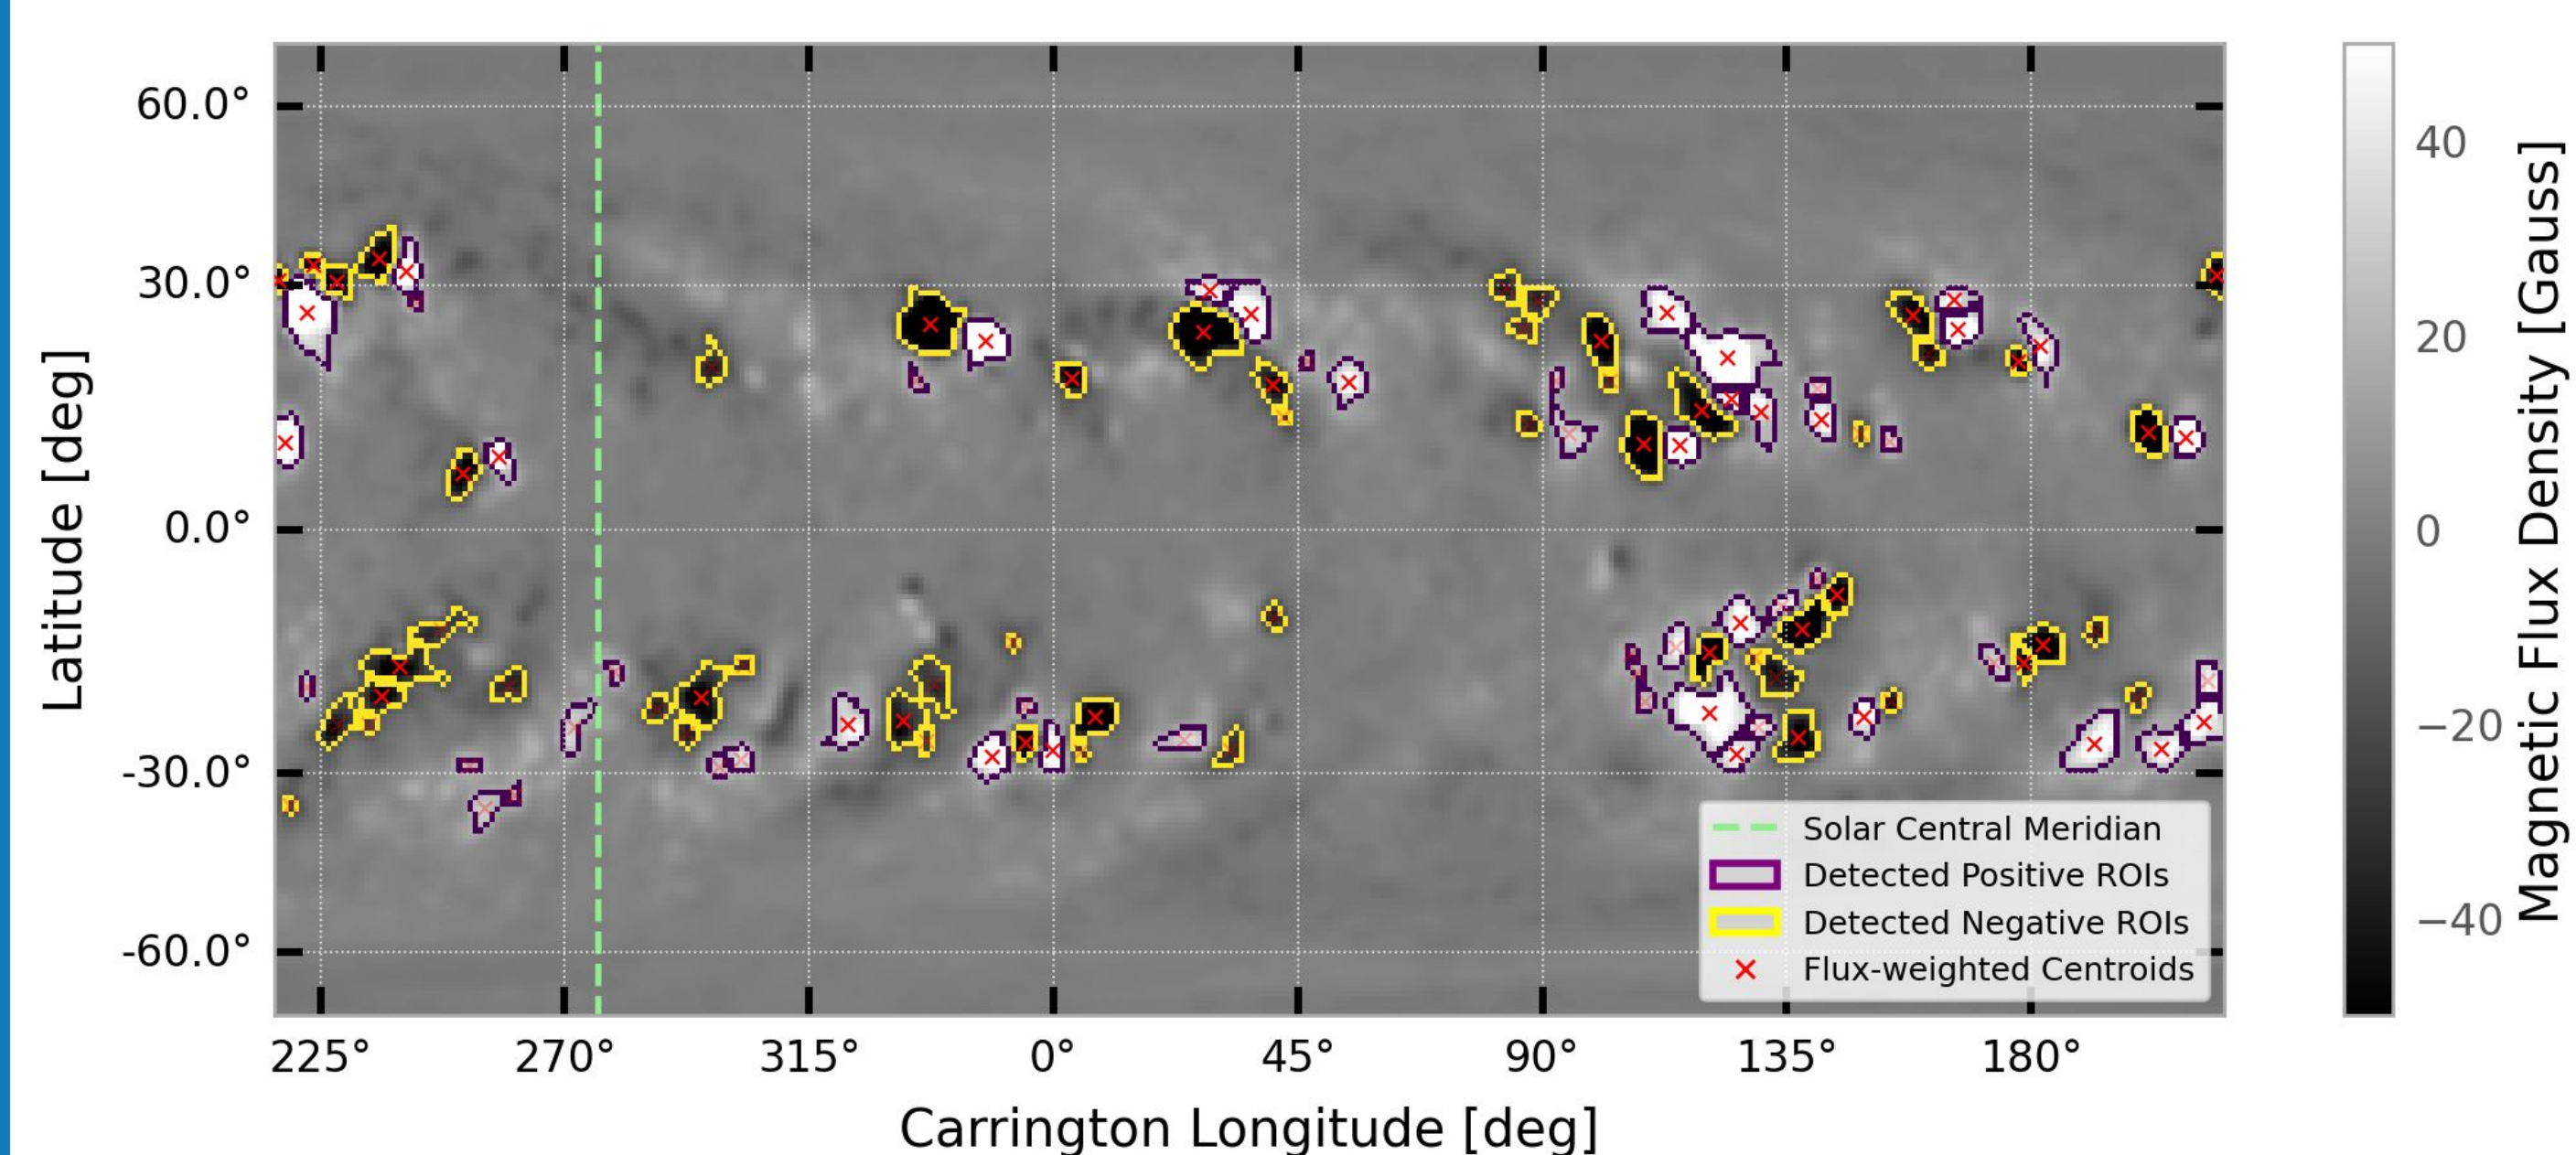 60.0°
30.0°
0.0°
-30.0°
-60.0°
Latitude [deg]
225°
270°
315°
0°
45°
90°
135°
180°
Carrington Longitude [deg]
Solar Central Meridian
Detected Positive ROIs
Detected Negative ROIs
Flux-weighted Centroids
40
20
0
−20
−40
Magnetic Flux Density [Gauss]